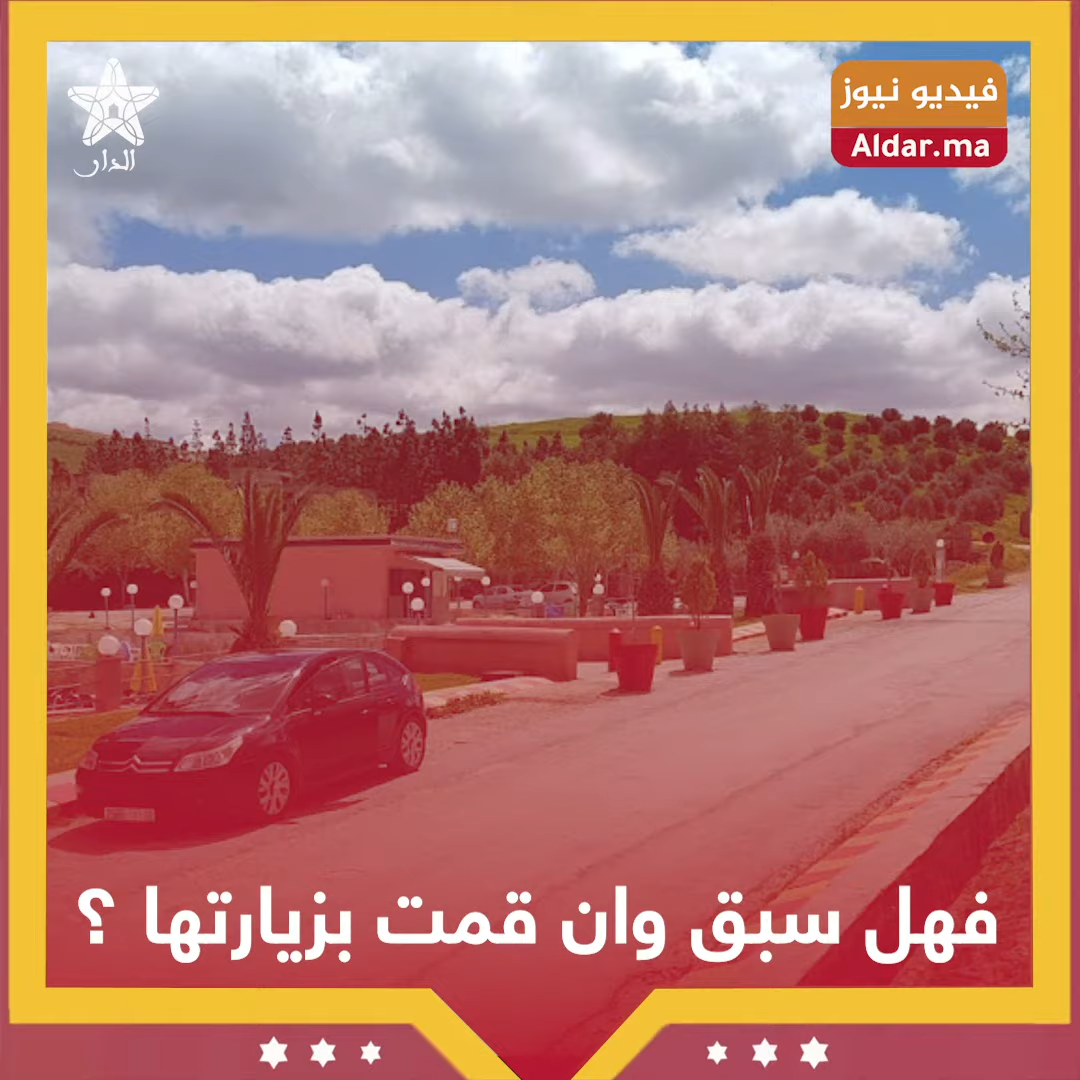 فيديو نيوز
Aldar.ma
الدار
فهل سبق وان قمت بزيارتها ؟